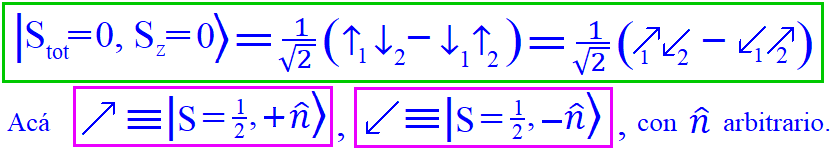 |S_tot=0, S_z=0⟩ = 1/√2 (↑₁↓₂ − ↓₁↑₂) = 1/√2 (↗₁↙₂ − ↙₁↗₂)
Acá ↗ ≡ |S = 1/2, +n̂⟩ , ↙ ≡ |S = 1/2, −n̂⟩ , con n̂ arbitrario.